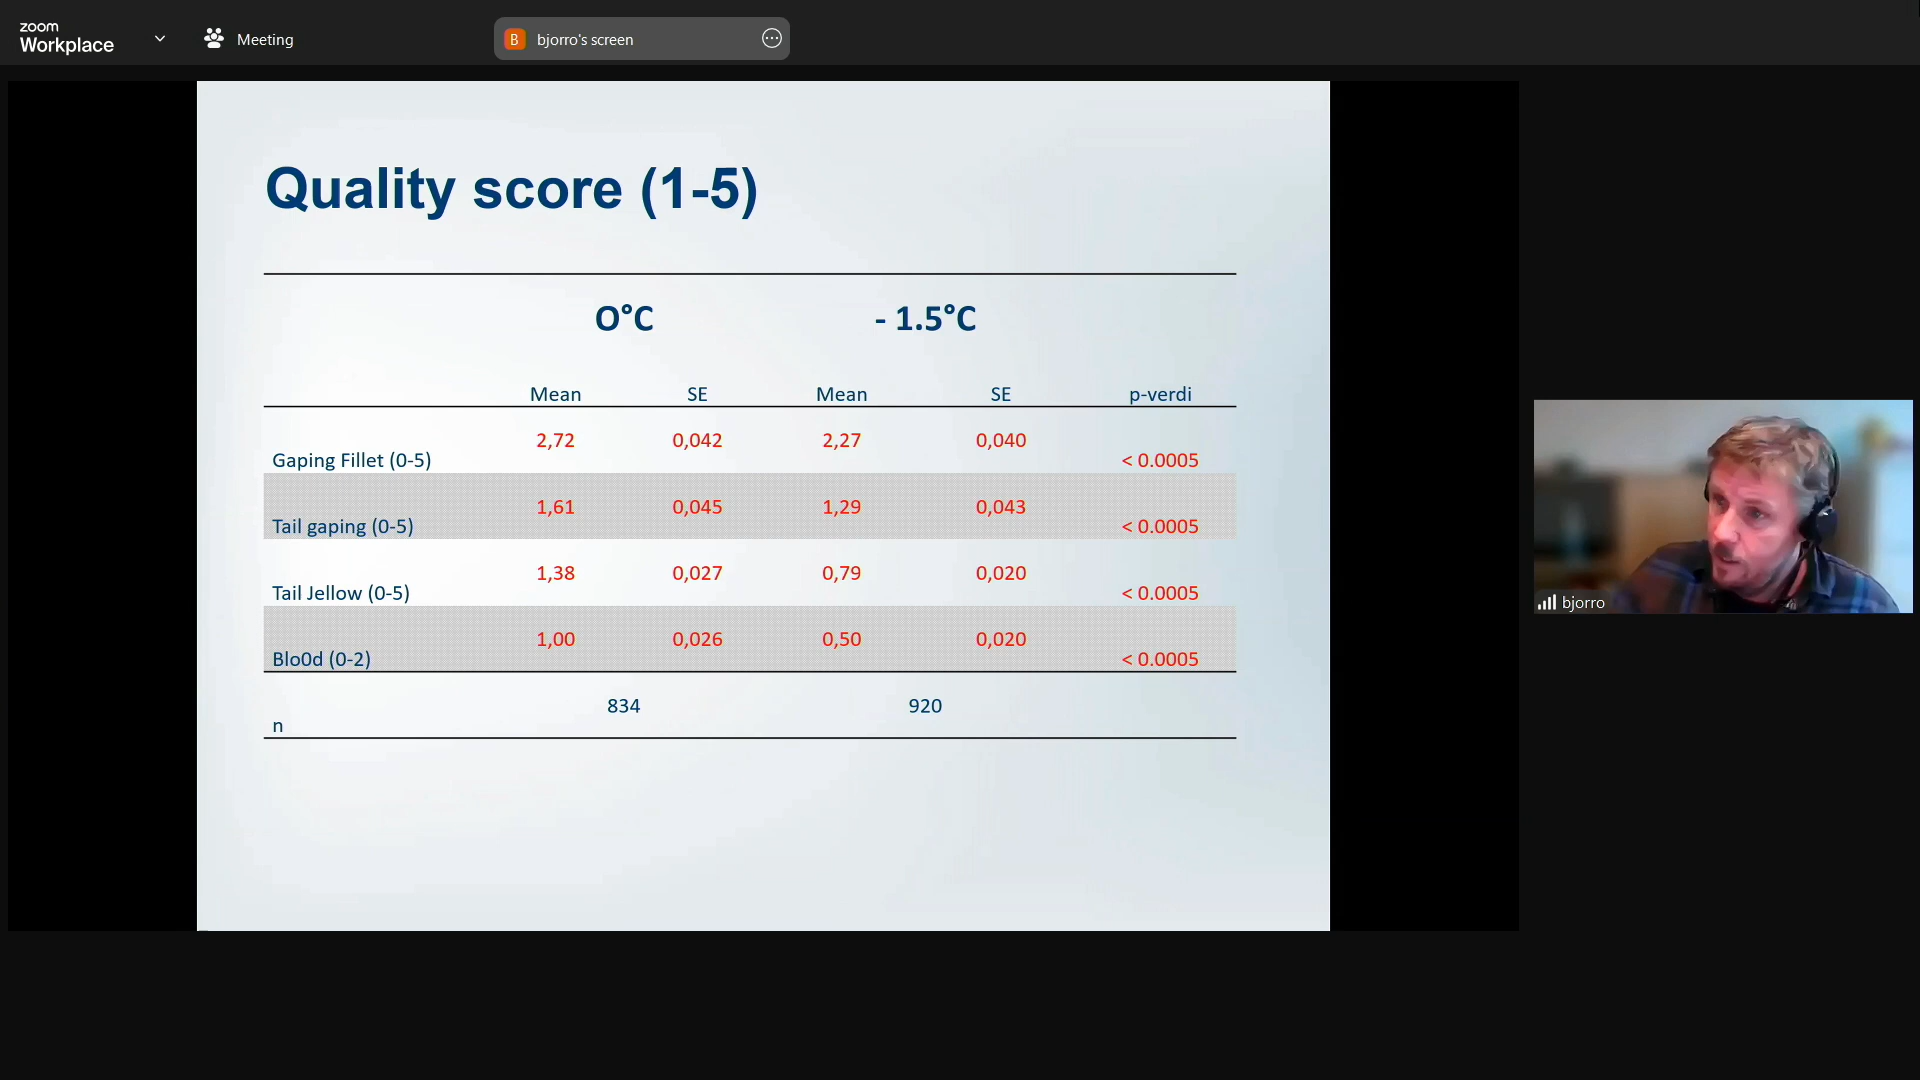 zoom
Workplace
Meeting
B bjorro's screen
Quality score (1-5)
O°C - 1.5°C
Mean SE Mean SE p-verdi
Gaping Fillet (0-5) 2,72 0,042 2,27 0,040 < 0.0005
Tail gaping (0-5) 1,61 0,045 1,29 0,043 < 0.0005
Tail Jellow (0-5) 1,38 0,027 0,79 0,020 < 0.0005
Blo0d (0-2) 1,00 0,026 0,50 0,020 < 0.0005
n 834 920
bjorro